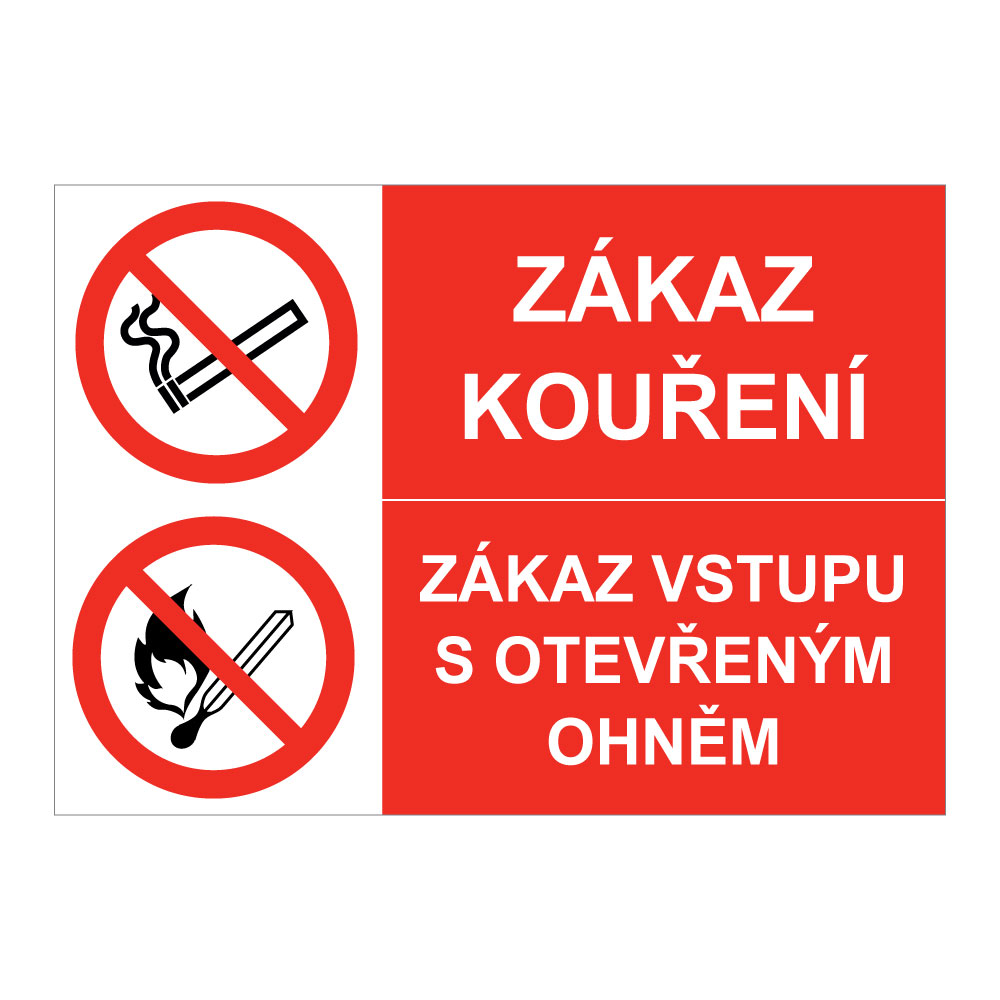 ZÁKAZ
KOUŘENÍ
ZÁKAZ VSTUPU
S OTEVŘENÝM
OHNĚM